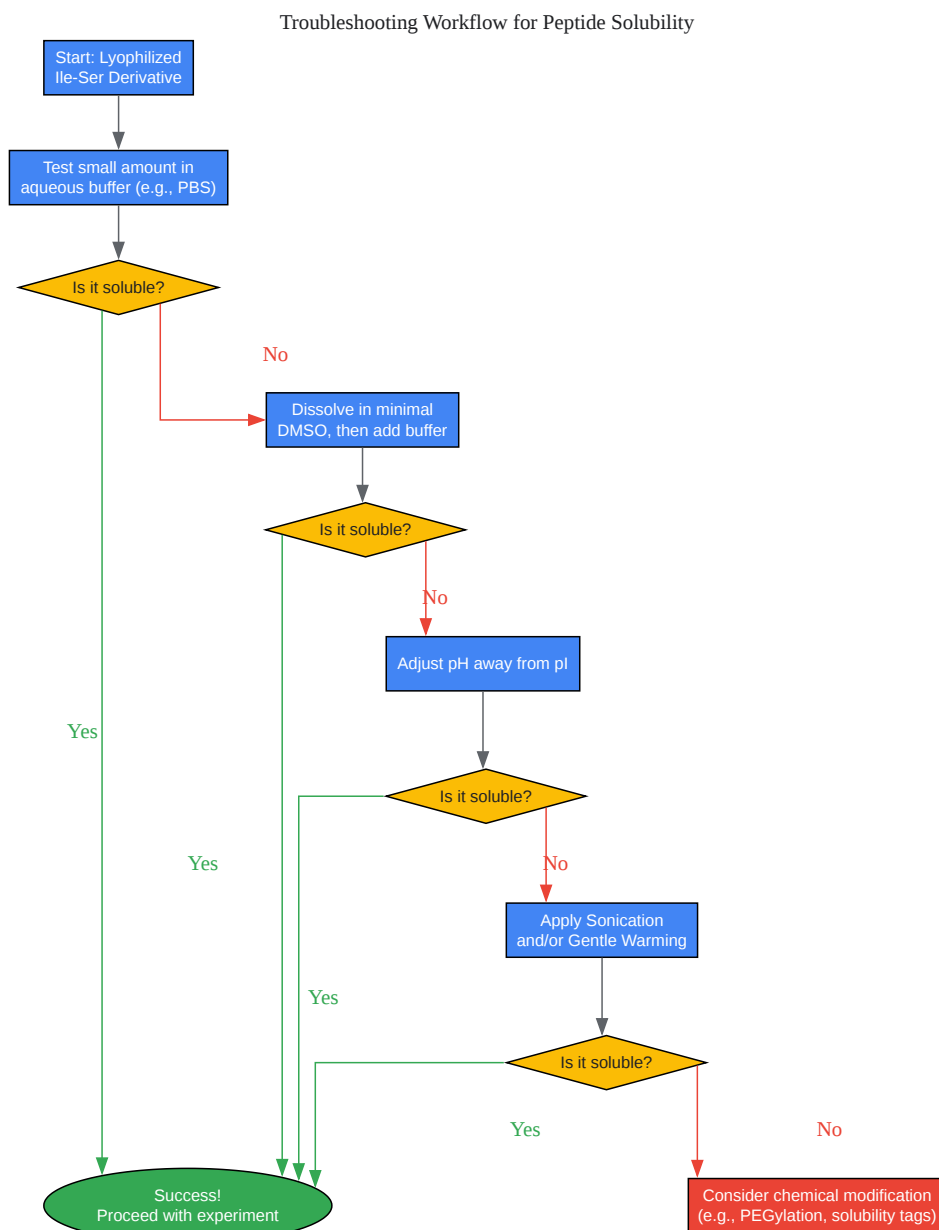 Troubleshooting Workflow for Peptide Solubility
Start: Lyophilized
Ile-Ser Derivative
Test small amount in
aqueous buffer (e.g., PBS)
Is it soluble?
No
Dissolve in minimal
DMSO, then add buffer
Is it soluble?
No
Adjust pH away from pI
Yes
Is it soluble?
Yes
No
Apply Sonication
and/or Gentle Warming
Yes
Is it soluble?
Yes
No
Success!
Proceed with experiment
Consider chemical modification
(e.g., PEGylation, solubility tags)